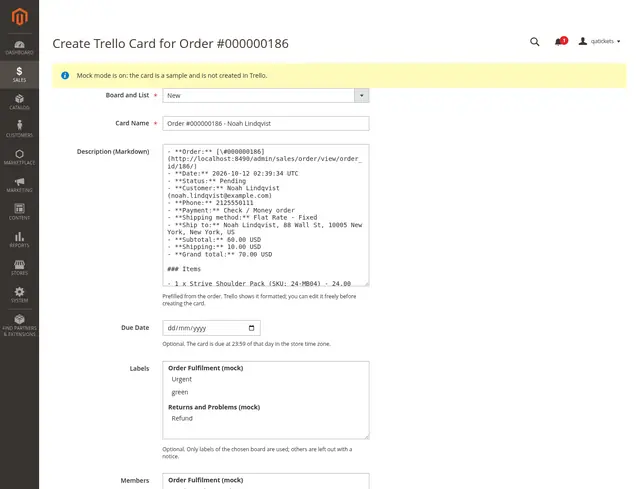 Create Trello Card for Order #000000186
1
qatickets
Mock mode is on: the card is a sample and is not created in Trello.
DASHBOARD
SALES
CATALOG
CUSTOMERS
MARKETPLACE
MARKETING
CONTENT
REPORTS
STORES
SYSTEM
FIND PARTNERS
& EXTENSIONS
Board and List *
New
Card Name *
Order #000000186 - Noah Lindqvist
Description (Markdown)
- **Order:** [\#000000186]
(http://localhost:8490/admin/sales/order/view/order_
id/186/)
- **Date:** 2026-10-12 02:39:34 UTC
- **Status:** Pending
- **Customer:** Noah Lindqvist
(noah.lindqvist@example.com)
- **Phone:** 2125550111
- **Payment:** Check / Money order
- **Shipping method:** Flat Rate - Fixed
- **Ship to:** Noah Lindqvist, 88 Wall St, 10005 New
York, New York, US
- **Subtotal:** 60.00 USD
- **Shipping:** 10.00 USD
- **Grand total:** 70.00 USD
### Items
- 1 x Strive Shoulder Pack (SKU: 24-MB04) - 24.00
Prefilled from the order. Trello shows it formatted; you can edit it freely before
creating the card.
Due Date
dd/mm/yyyy
Optional. The card is due at 23:59 of that day in the store time zone.
Labels
Order Fulfilment (mock)
Urgent
green
Returns and Problems (mock)
Refund
Optional. Only labels of the chosen board are used; others are left out with a
notice.
Members
Order Fulfilment (mock)